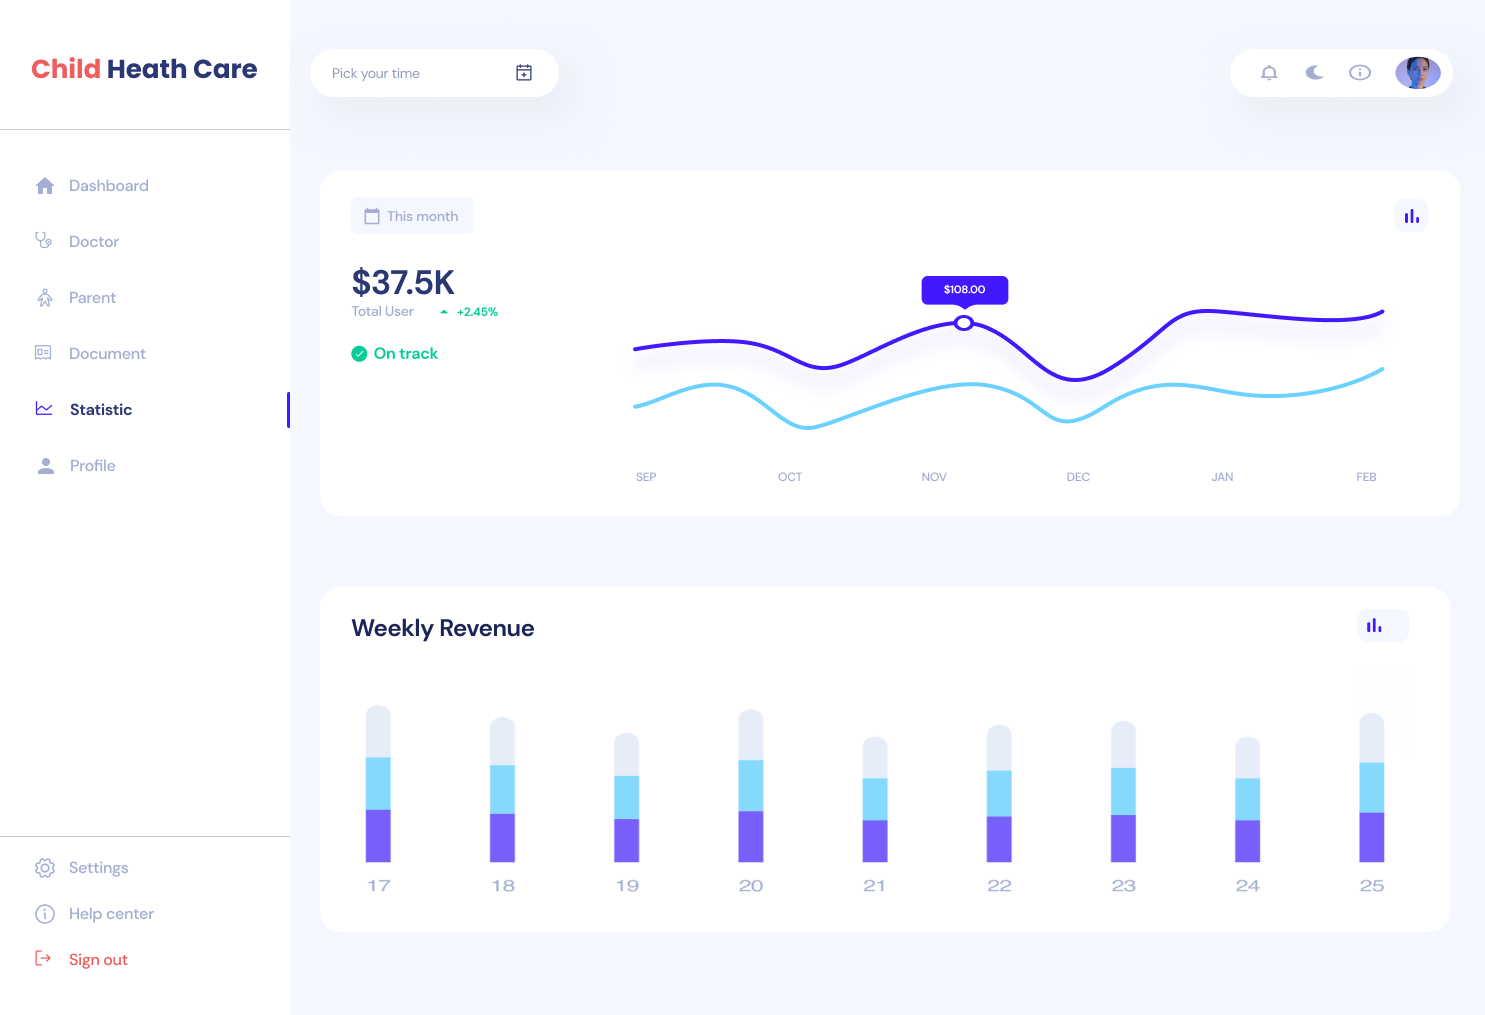 Child Heath Care
Pick your time
Dashboard
Doctor
Parent
Document
Statistic
Profile
Settings
Help center
Sign out
This month
$37.5K
Total User +2.45%
On track
$108.00
SEP OCT NOV DEC JAN FEB
Weekly Revenue
17 18 19 20 21 22 23 24 25